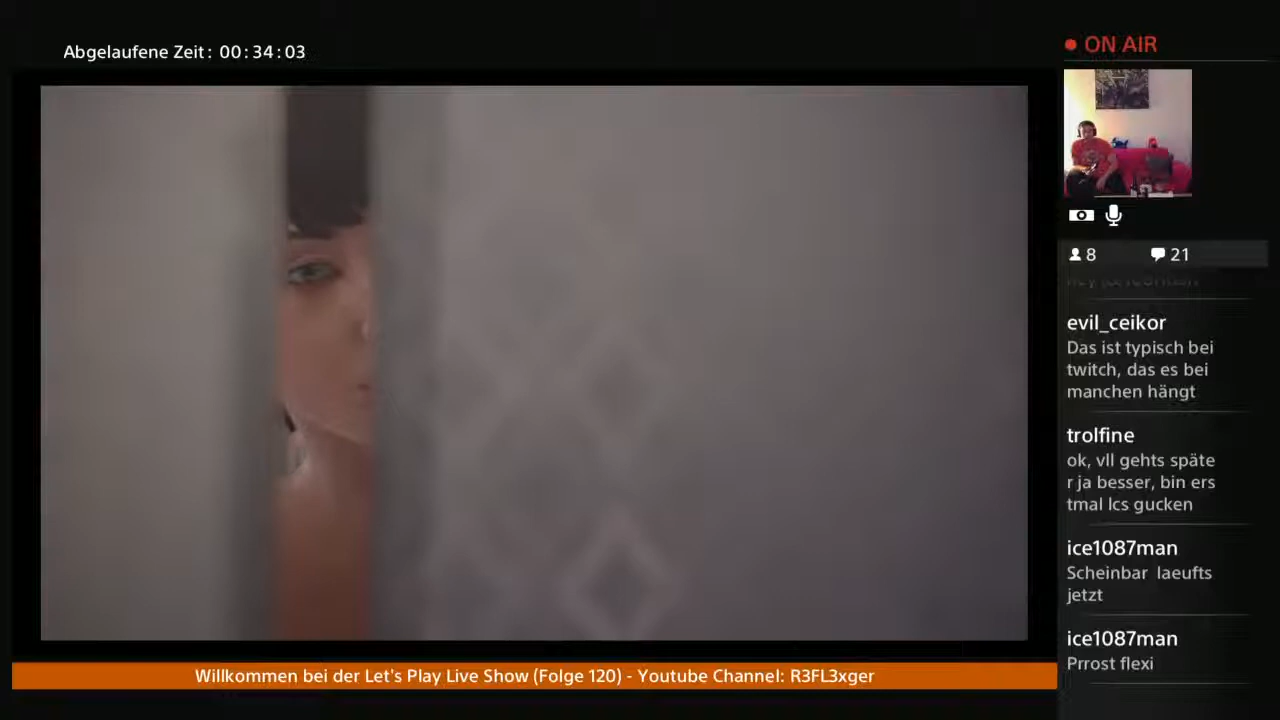 Abgelaufene Zeit: 00:34:03
ON AIR
8 21
evil_ceikor
Das ist typisch bei
twitch, das es bei
manchen hängt
trolfine
ok, vll gehts späte
r ja besser, bin ers
tmal lcs gucken
ice1087man
Scheinbar laeufts
jetzt
ice1087man
Prrost flexi
Willkommen bei der Let's Play Live Show (Folge 120) - Youtube Channel: R3FL3xger